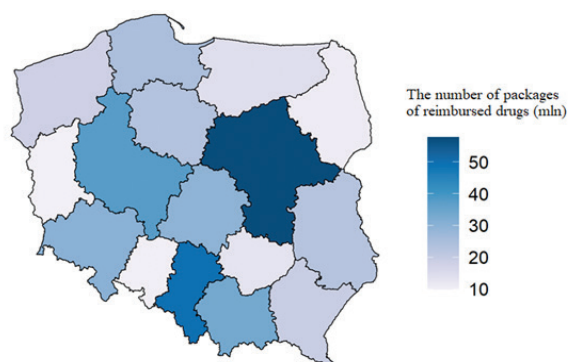 The number of packages
of reimbursed drugs (mln)
50
40
30
20
10